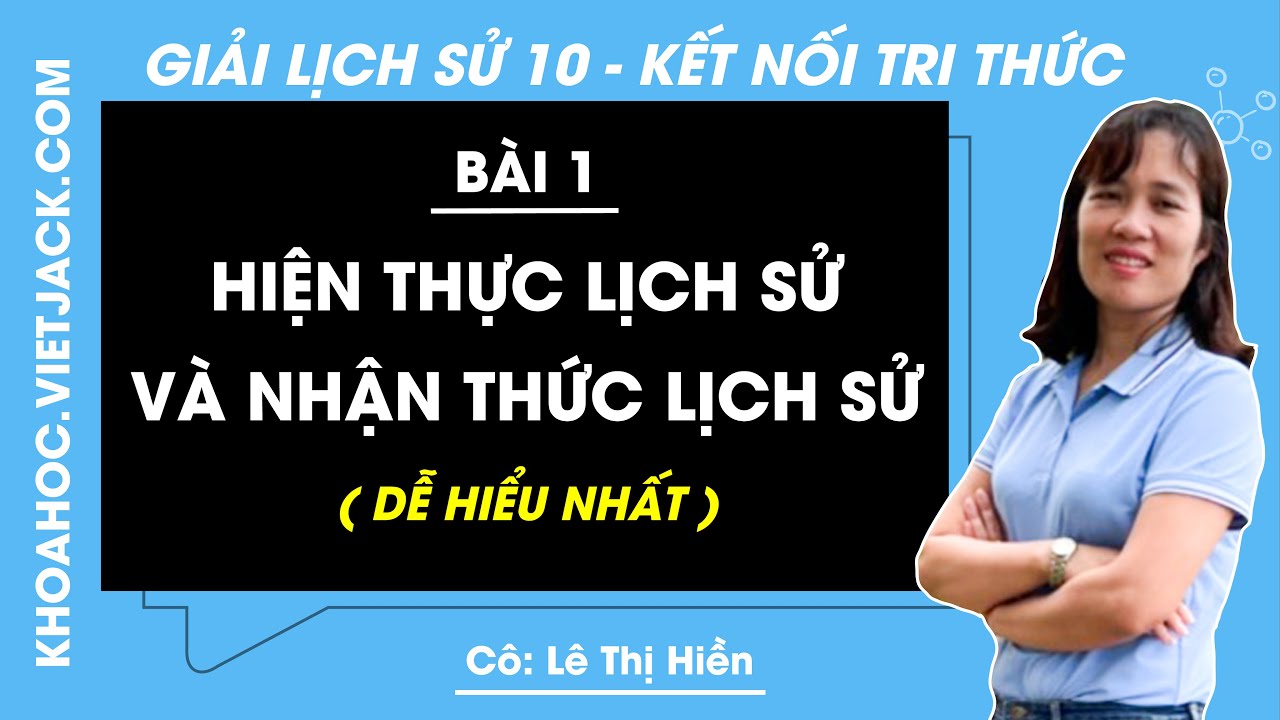 GIẢI LỊCH SỬ 10 - KẾT NỐI TRI THỨC
KHOAHOC.VIETJACK.COM
BÀI 1
HIỆN THỰC LỊCH SỬ
VÀ NHẬN THỨC LỊCH SỬ
( DỄ HIỂU NHẤT )
Cô: Lê Thị Hiền